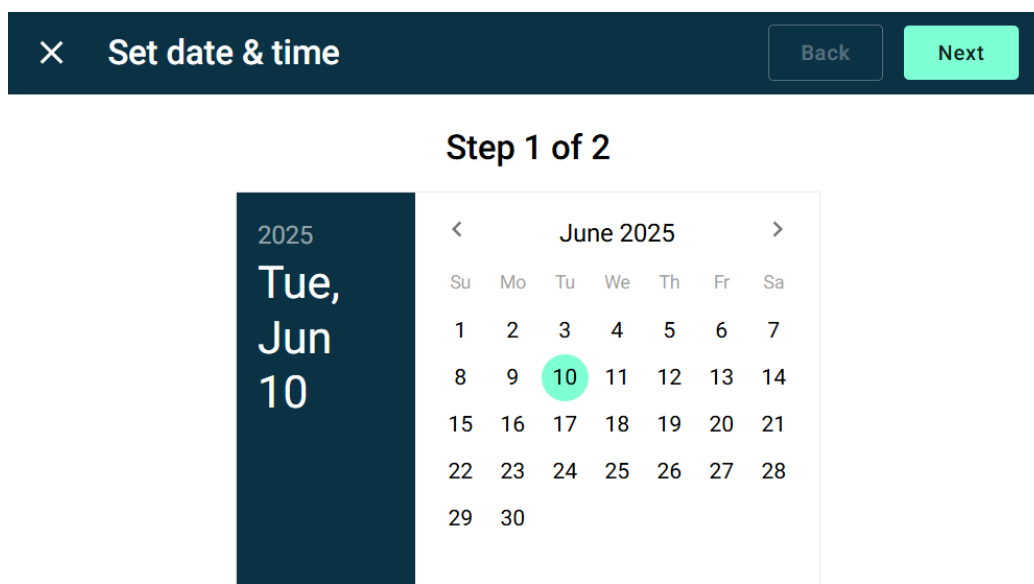 Set date & time
Back
Next
Step 1 of 2
2025
Tue,
Jun
10
June 2025
Su Mo Tu We Th Fr Sa
1 2 3 4 5 6 7
8 9 10 11 12 13 14
15 16 17 18 19 20 21
22 23 24 25 26 27 28
29 30